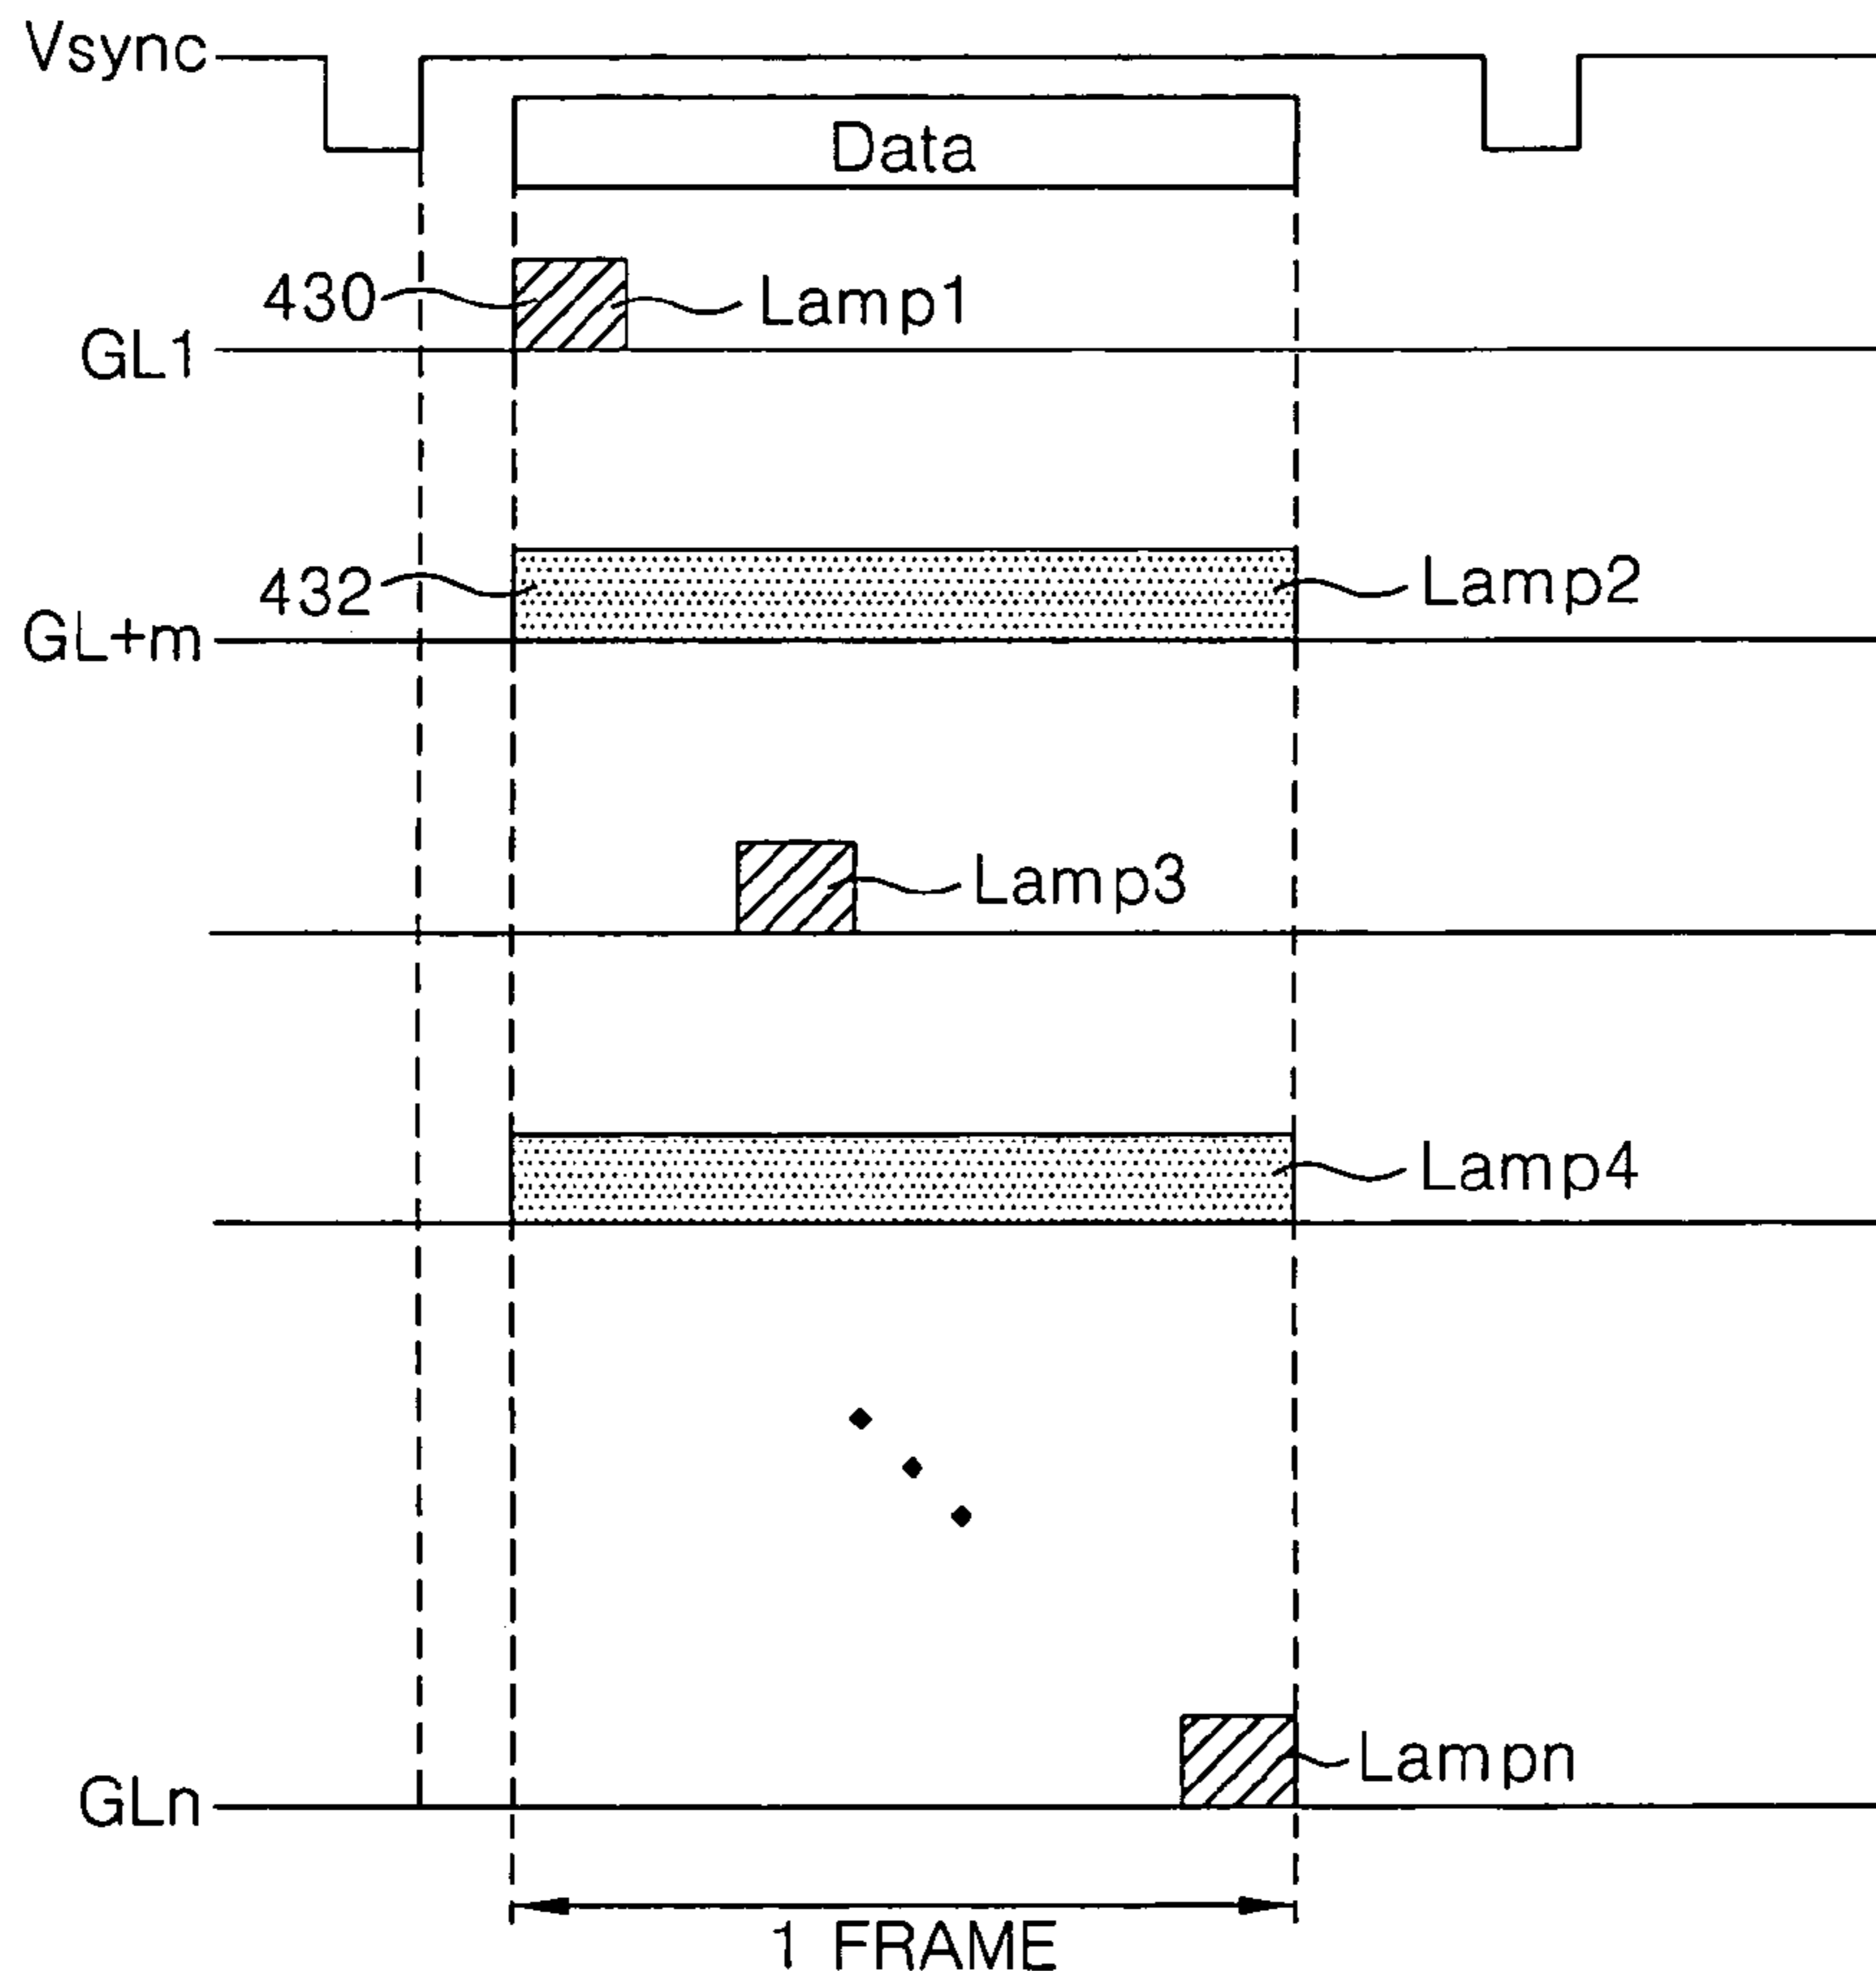 Vsync
Data
430
Lamp1
GL1
432
Lamp2
GL+m
Lamp3
Lamp4
Lampn
GLn
1 FRAME